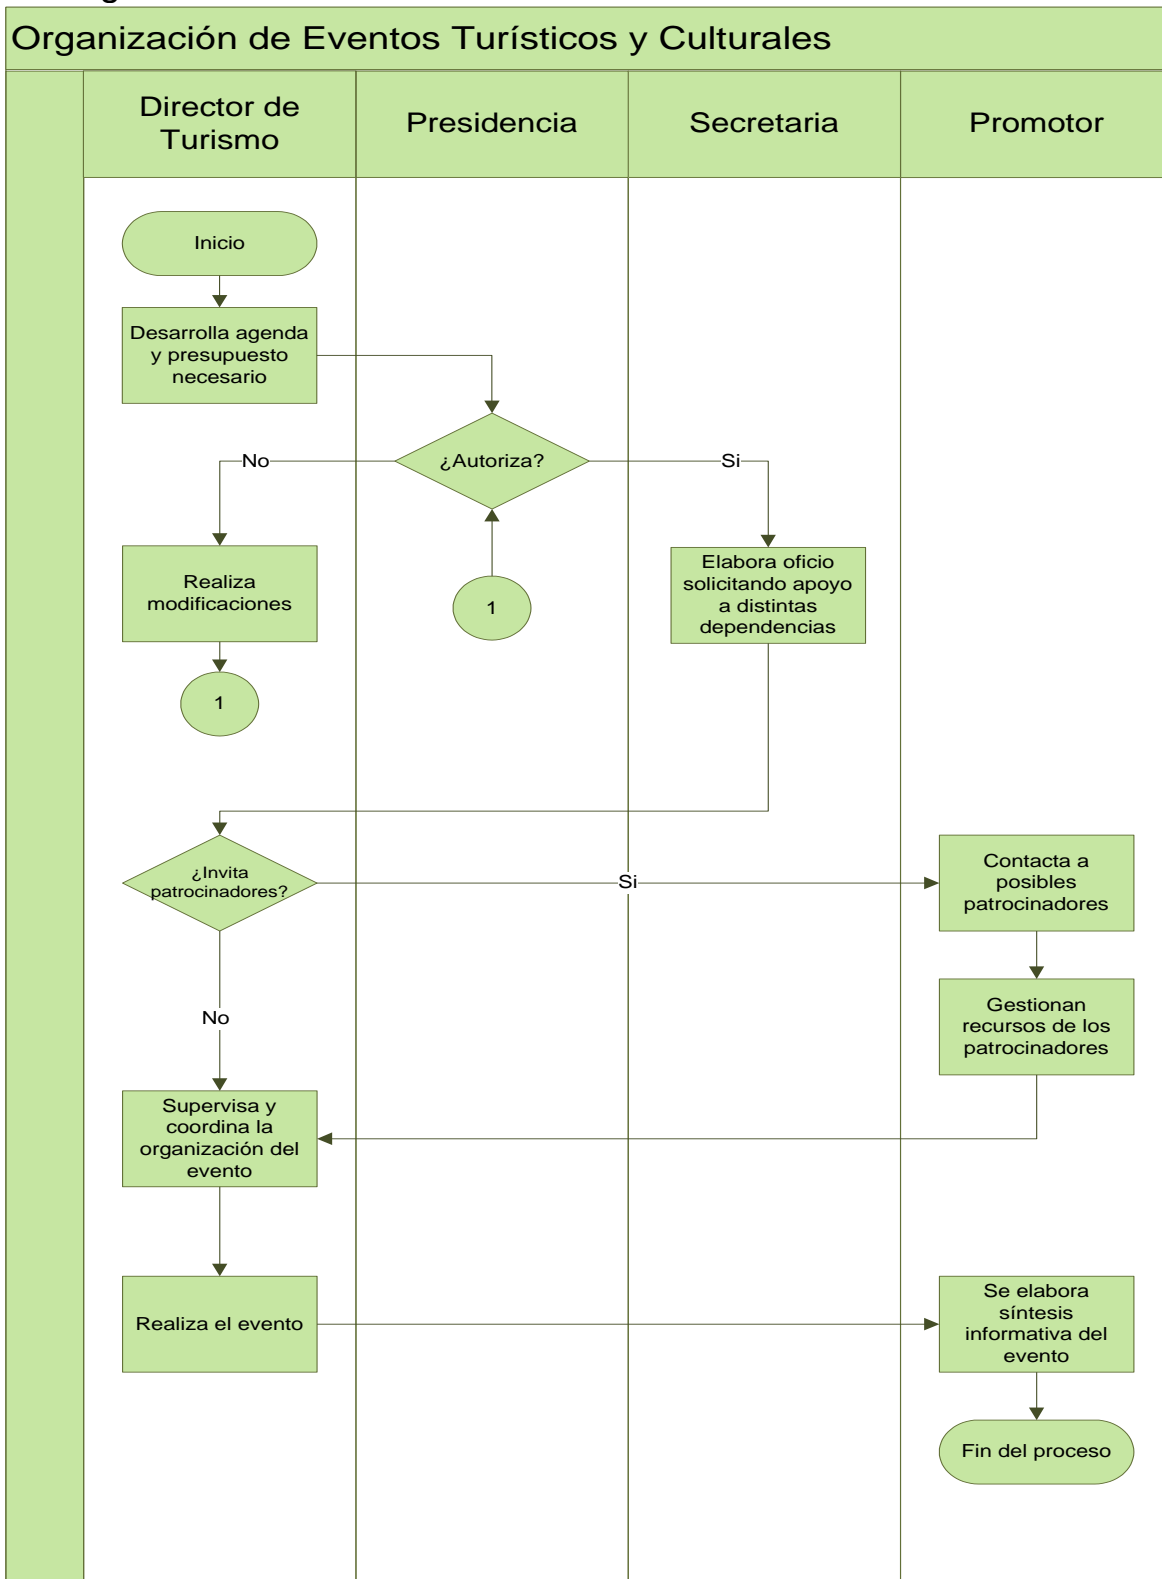 Organización de Eventos Turísticos y Culturales
Director de
Turismo
Presidencia
Secretaria
Promotor
Inicio
Desarrolla agenda
y presupuesto
necesario
¿Autoriza?
No
Si
Realiza
modificaciones
1
1
Elabora oficio
solicitando apoyo
a distintas
dependencias
¿Invita
patrocinadores?
Si
Contacta a
posibles
patrocinadores
No
Gestionan
recursos de los
patrocinadores
Supervisa y
coordina la
organización del
evento
Realiza el evento
Se elabora
síntesis
informativa del
evento
Fin del proceso